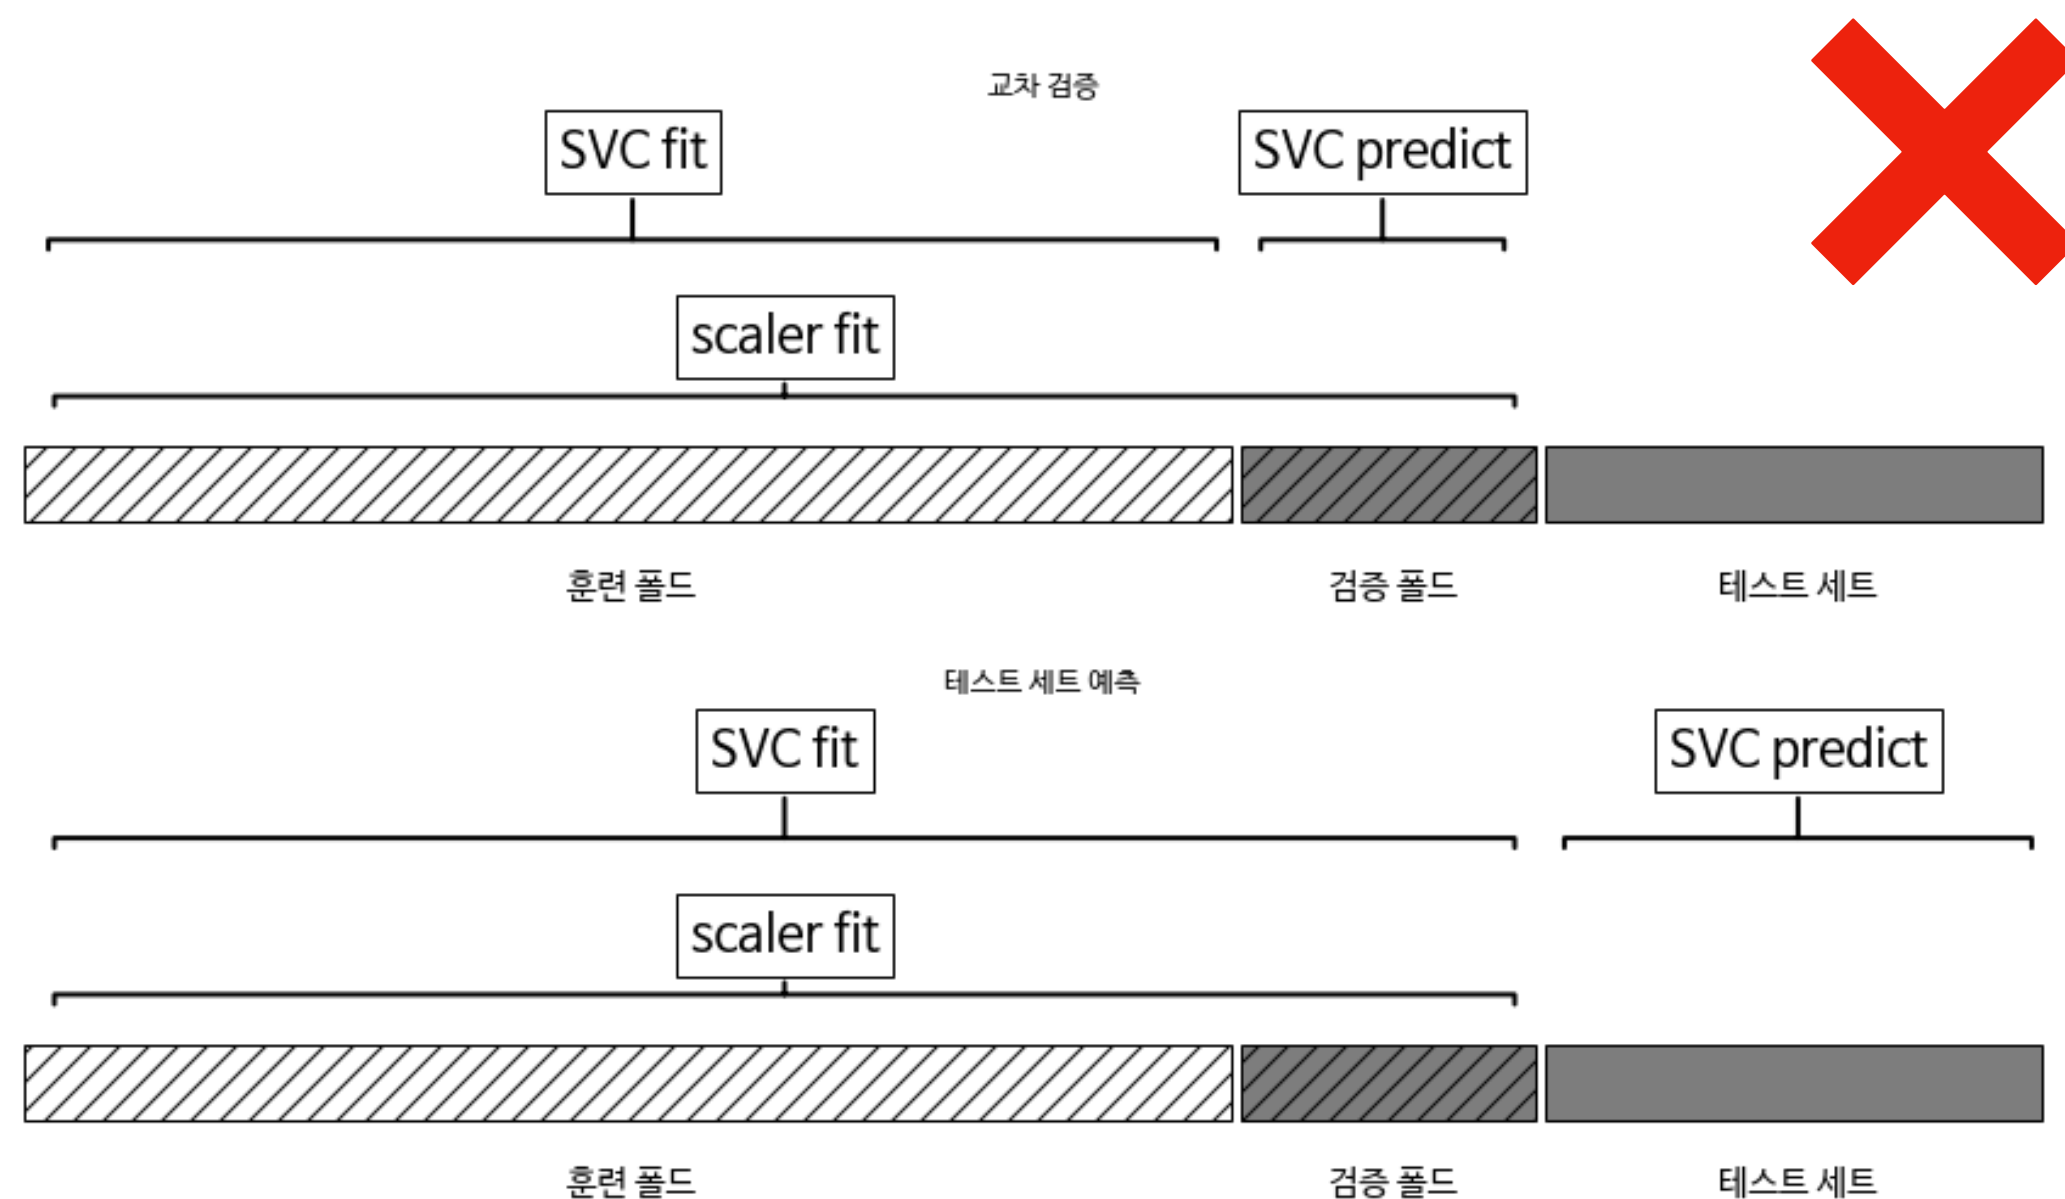 교차 검증
SVC fit
SVC predict
scaler fit
훈련 폴드
검증 폴드
테스트 세트
테스트 세트 예측
SVC fit
SVC predict
scaler fit
훈련 폴드
검증 폴드
테스트 세트